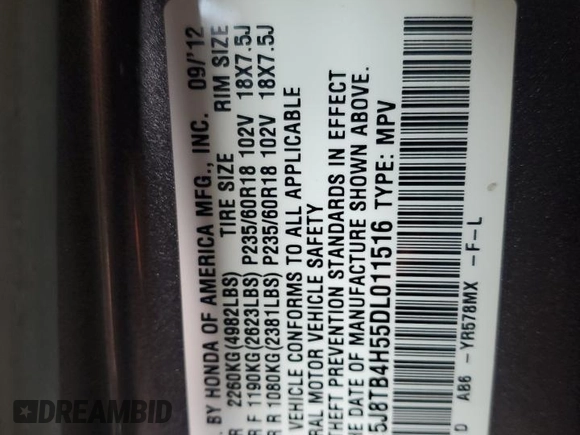 . BY HONDA OF AMERICA MFG., INC. 09/'12
R 2260KG(4982LBS) TIRE SIZE RIM SIZE
R F 1190KG(2623LBS) P235/60R18 102V 18X7.5J
R R 1080KG(2381LBS) P235/60R18 102V 18X7.5J
VEHICLE CONFORMS TO ALL APPLICABLE
RAL MOTOR VEHICLE SAFETY
THEFT PREVENTION STANDARDS IN EFFECT
HE DATE OF MANUFACTURE SHOWN ABOVE.
5J8TB4H55DL011516 TYPE: MPV
D AB6 -YR578MX -F-L
DREAMBID